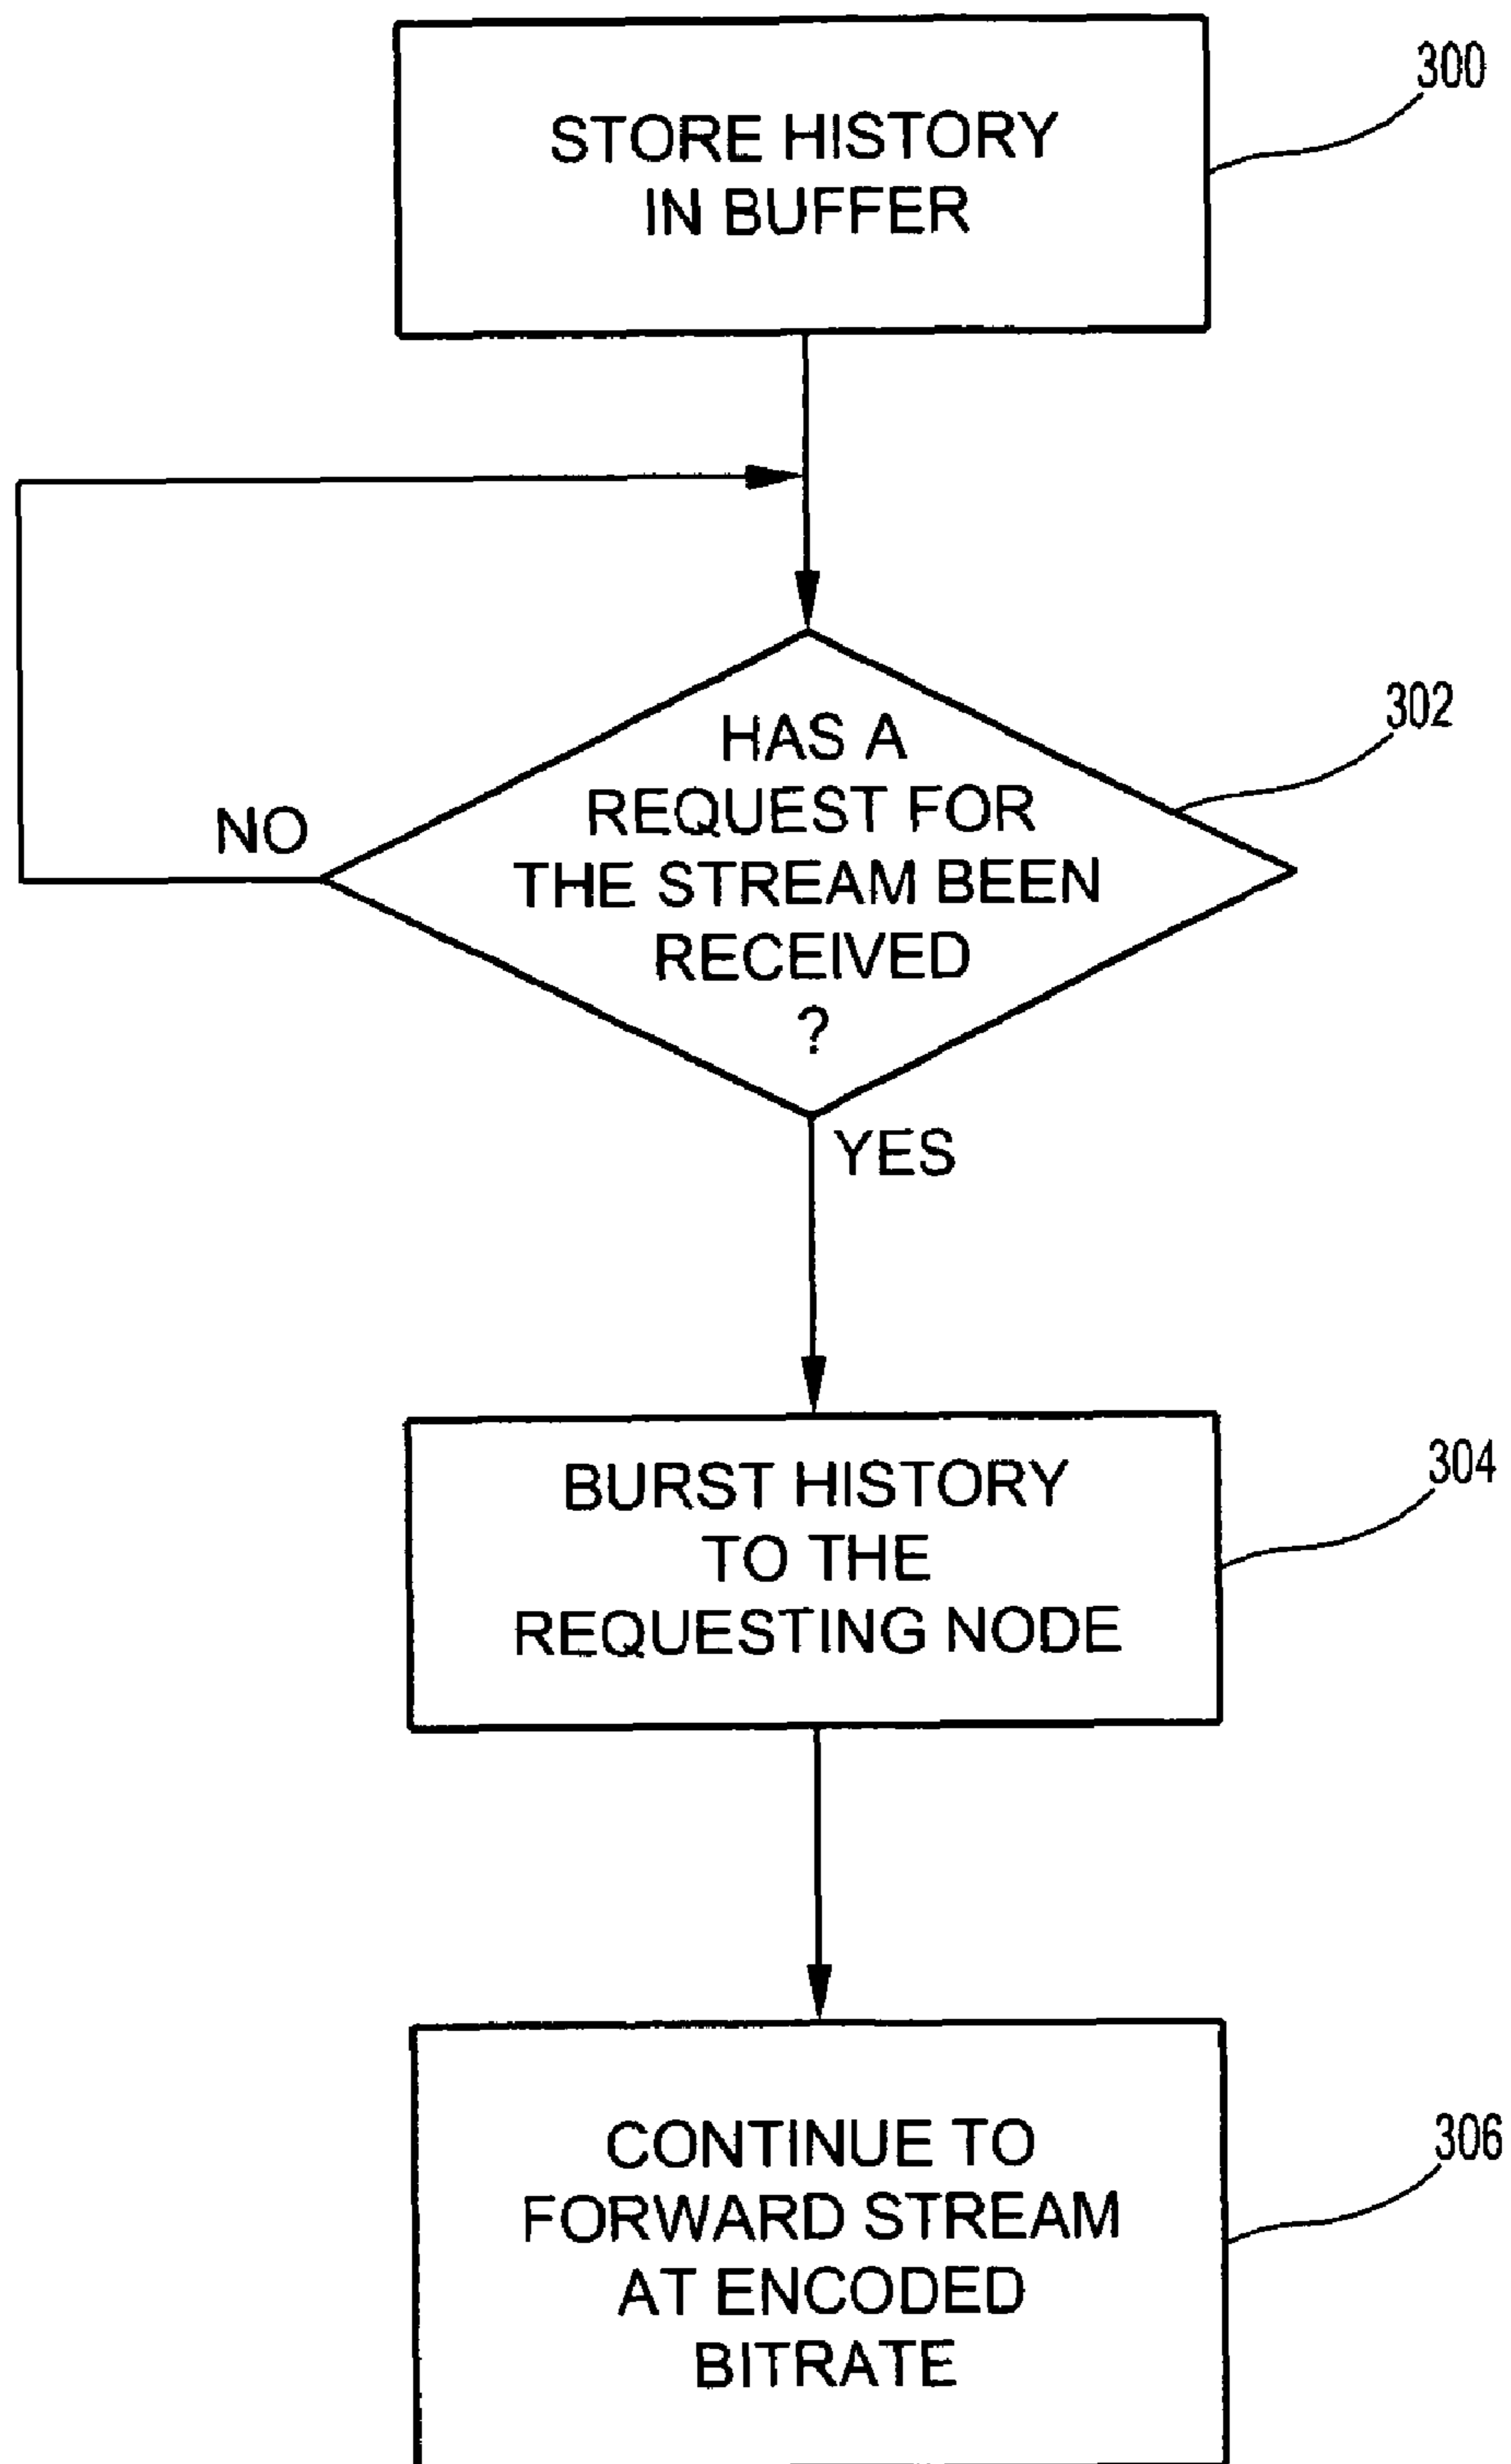 STORE HISTORY
IN BUFFER
300
HAS A
REQUEST FOR
THE STREAM BEEN
RECEIVED
?
302
NO
YES
BURST HISTORY
TO THE
REQUESTING NODE
304
CONTINUE TO
FORWARD STREAM
AT ENCODED
BITRATE
306